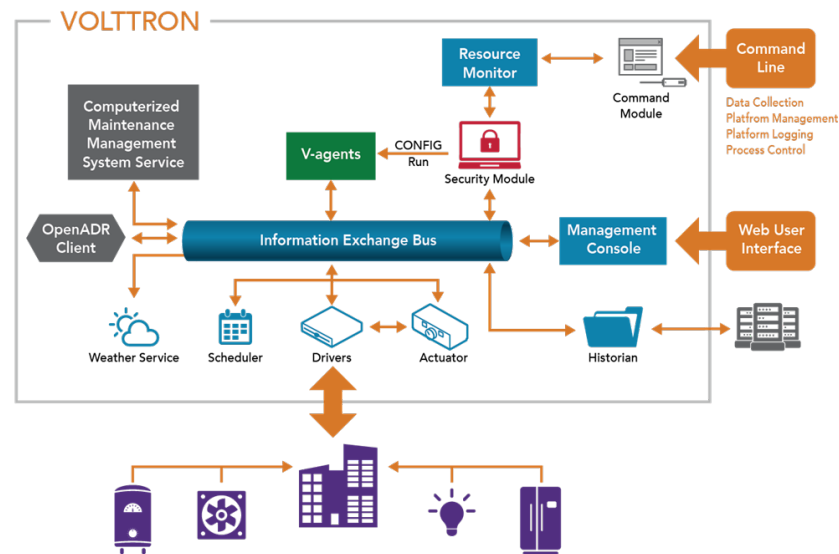 VOLTTRON
Resource
Monitor
Command
Module
Command
Line
Data Collection
Platfrom Management
Platform Logging
Process Control
Computerized
Maintenance
Management
System Service
V-agents
CONFIG
Run
Security Module
OpenADR
Client
Information Exchange Bus
Management
Console
Web User
Interface
Weather Service
Scheduler
Drivers
Actuator
Historian